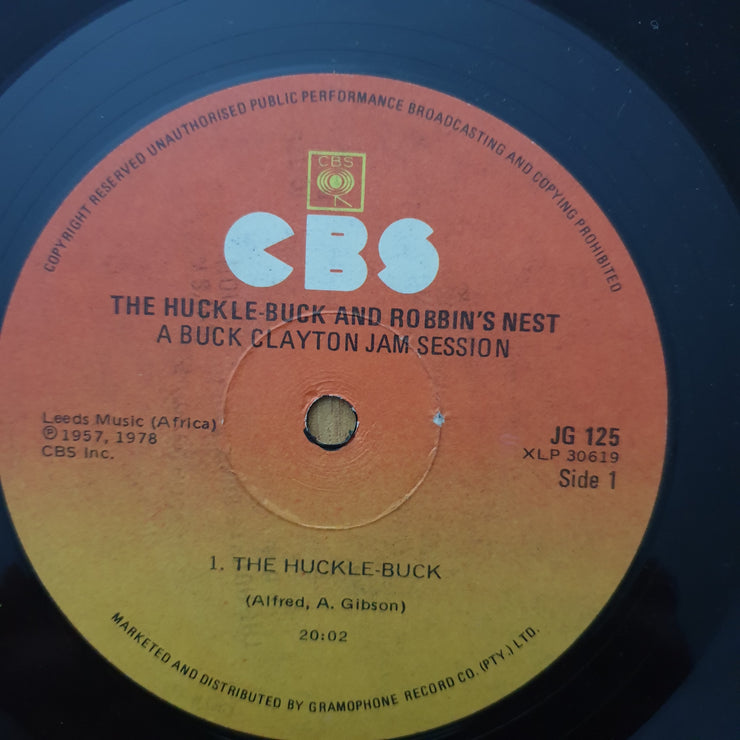 COPYRIGHT RESERVED UNAUTHORISED PUBLIC PERFORMANCE BROADCASTING AND COPYING PROHIBITED
CBS
CBS
THE HUCKLE-BUCK AND ROBBIN'S NEST
A BUCK CLAYTON JAM SESSION
Leeds Music (Africa)
℗ 1957, 1978
CBS Inc.
JG 125
XLP 30619
Side 1
1. THE HUCKLE-BUCK
(Alfred, A. Gibson)
20:02
MARKETED AND DISTRIBUTED BY GRAMOPHONE RECORD CO. (PTY.) LTD.